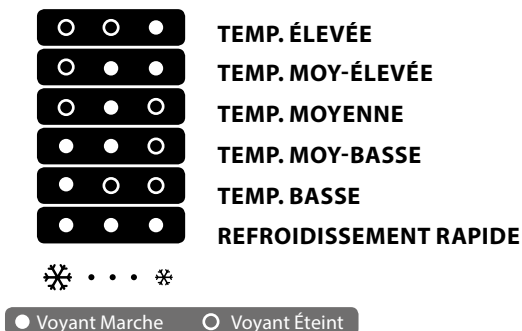 TEMP. ÉLEVÉE
TEMP. MOY-ÉLEVÉE
TEMP. MOYENNE
TEMP. MOY-BASSE
TEMP. BASSE
REFROIDISSEMENT RAPIDE
Voyant Marche Voyant Éteint